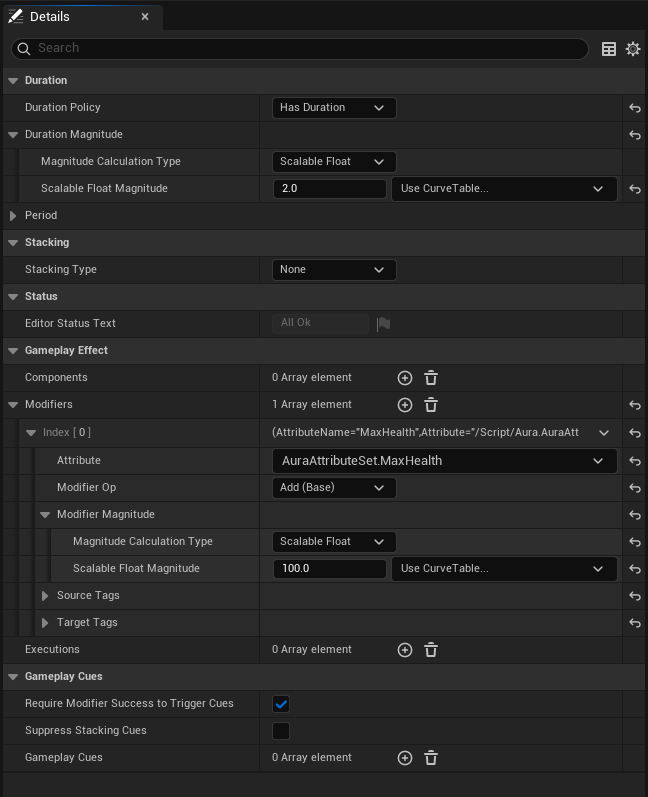 Details
Search
Duration
Duration Policy Has Duration
Duration Magnitude
Magnitude Calculation Type Scalable Float
Scalable Float Magnitude 2.0 Use CurveTable...
Period
Stacking
Stacking Type None
Status
Editor Status Text All Ok
Gameplay Effect
Components 0 Array element
Modifiers 1 Array element
Index [ 0 ] (AttributeName="MaxHealth",Attribute="/Script/Aura.AuraAtt
Attribute AuraAttributeSet.MaxHealth
Modifier Op Add (Base)
Modifier Magnitude
Magnitude Calculation Type Scalable Float
Scalable Float Magnitude 100.0 Use CurveTable...
Source Tags
Target Tags
Executions 0 Array element
Gameplay Cues
Require Modifier Success to Trigger Cues
Suppress Stacking Cues
Gameplay Cues 0 Array element